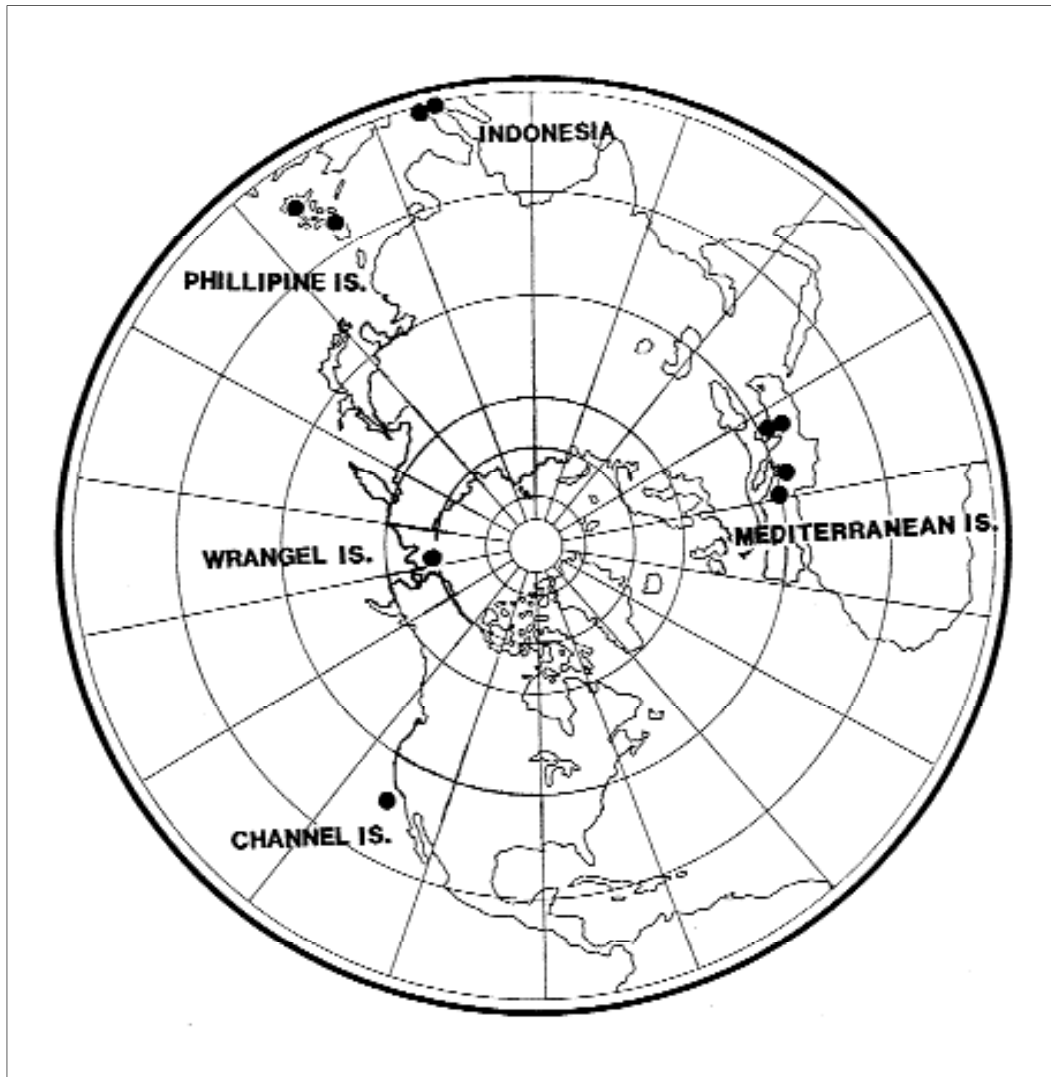 INDONESIA
PHILLIPINE IS.
MEDITERRANEAN IS.
WRANGEL IS.
CHANNEL IS.